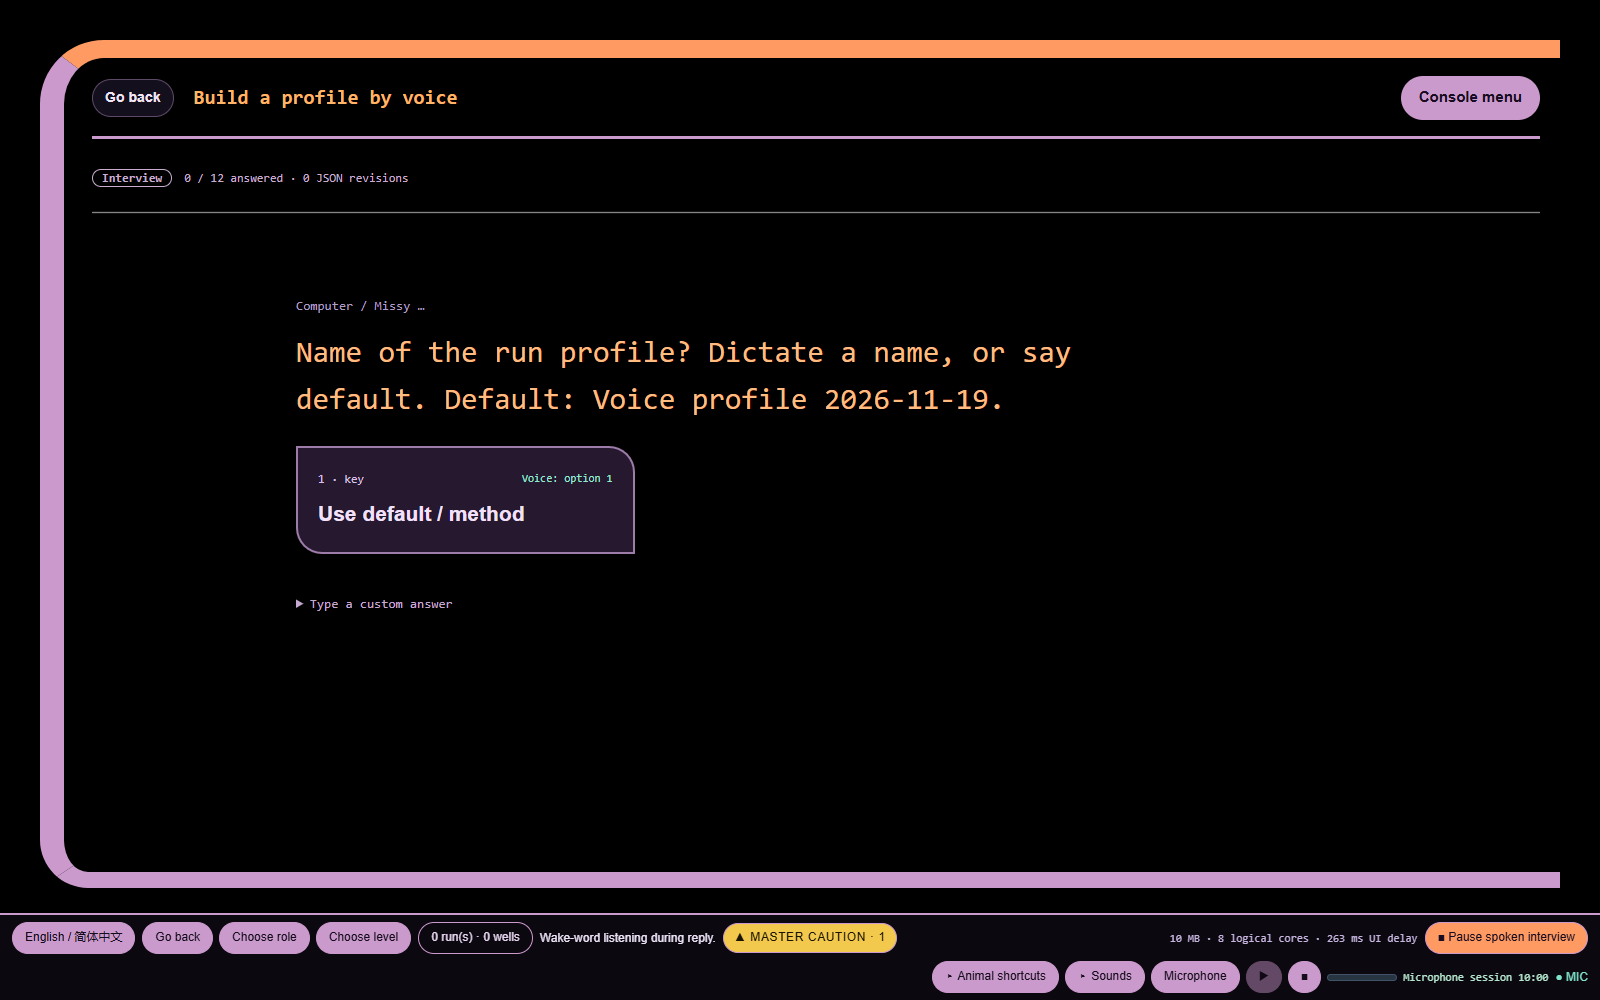 Go back
Build a profile by voice
Console menu
Interview
0 / 12 answered · 0 JSON revisions
Computer / Missy …
Name of the run profile? Dictate a name, or say
default. Default: Voice profile 2026-11-19.
1 · key
Voice: option 1
Use default / method
▶ Type a custom answer
English / 简体中文
Go back
Choose role
Choose level
0 run(s) · 0 wells
Wake-word listening during reply.
▲ MASTER CAUTION · 1
10 MB · 8 logical cores · 263 ms UI delay
■ Pause spoken interview
▸ Animal shortcuts
▸ Sounds
Microphone
▶
■
Microphone session 10:00
● MIC